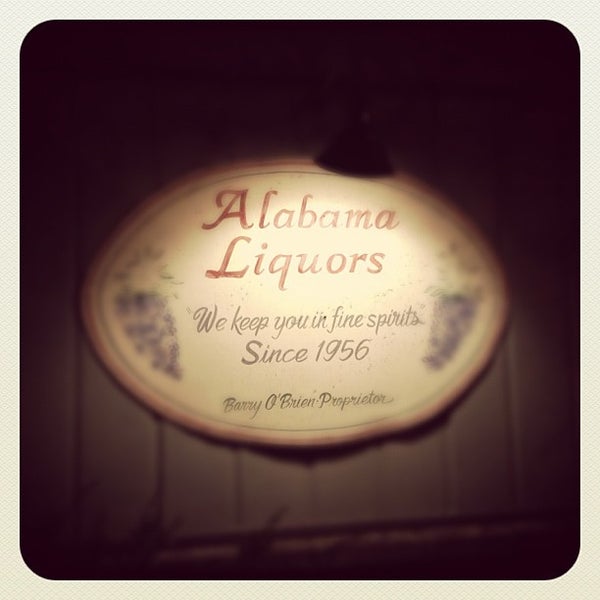 Alabama
Liquors
"We keep you in fine spirits"
Since 1956
Barry O'Brien-Proprietor